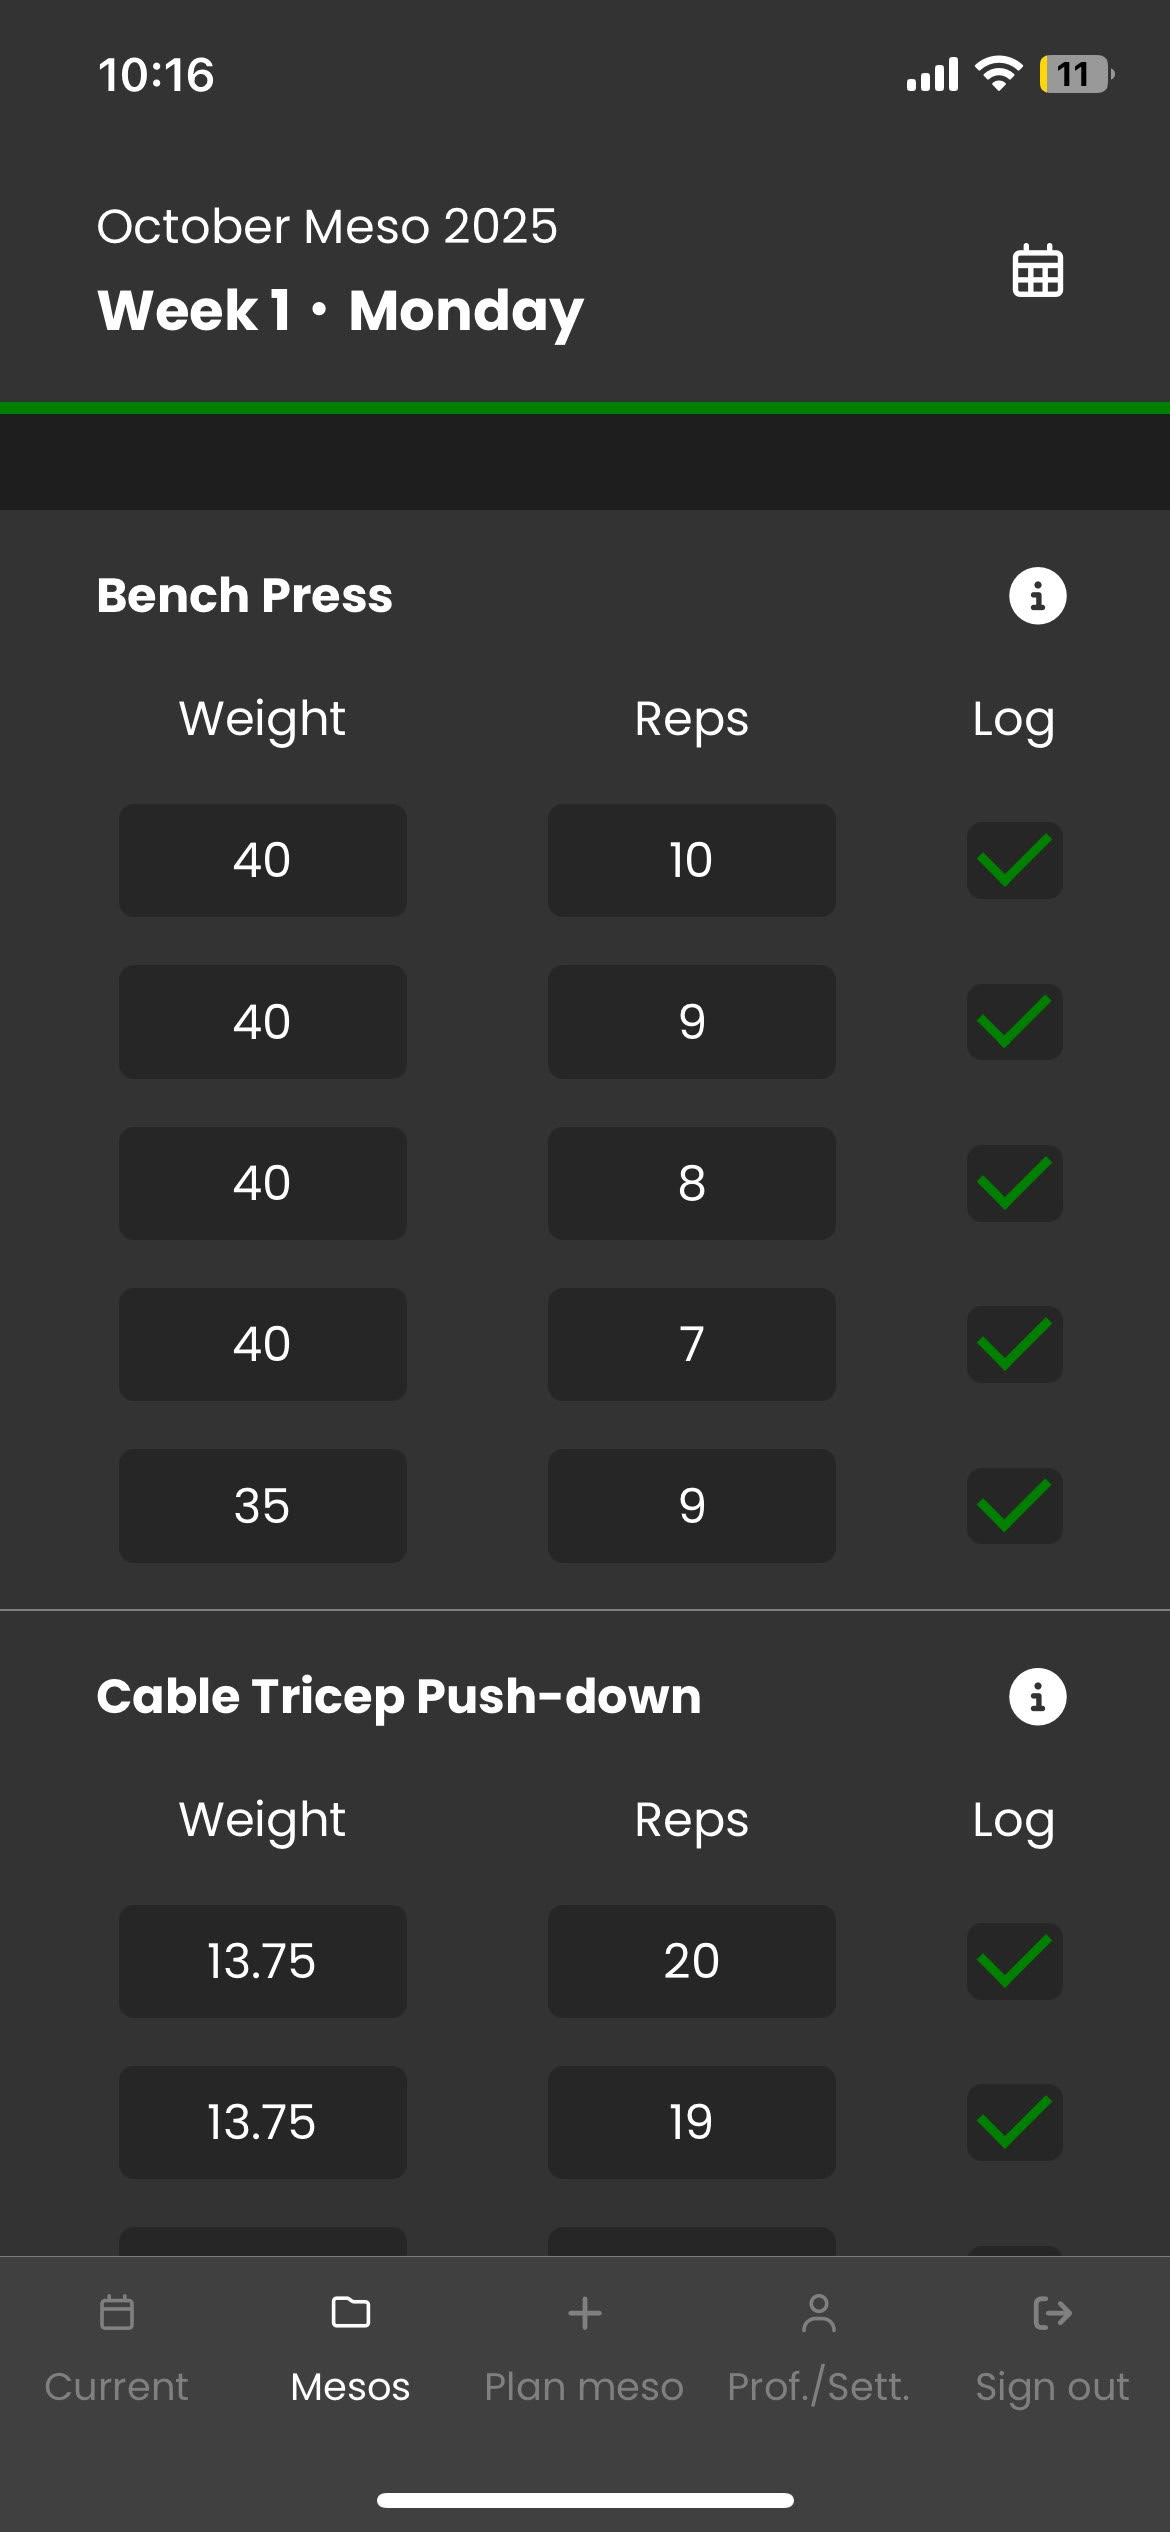 10:16
11
October Meso 2025
Week 1 • Monday
Bench Press
Weight Reps Log
40 10
40 9
40 8
40 7
35 9
Cable Tricep Push-down
Weight Reps Log
13.75 20
13.75 19
Current Mesos Plan meso Prof./Sett. Sign out